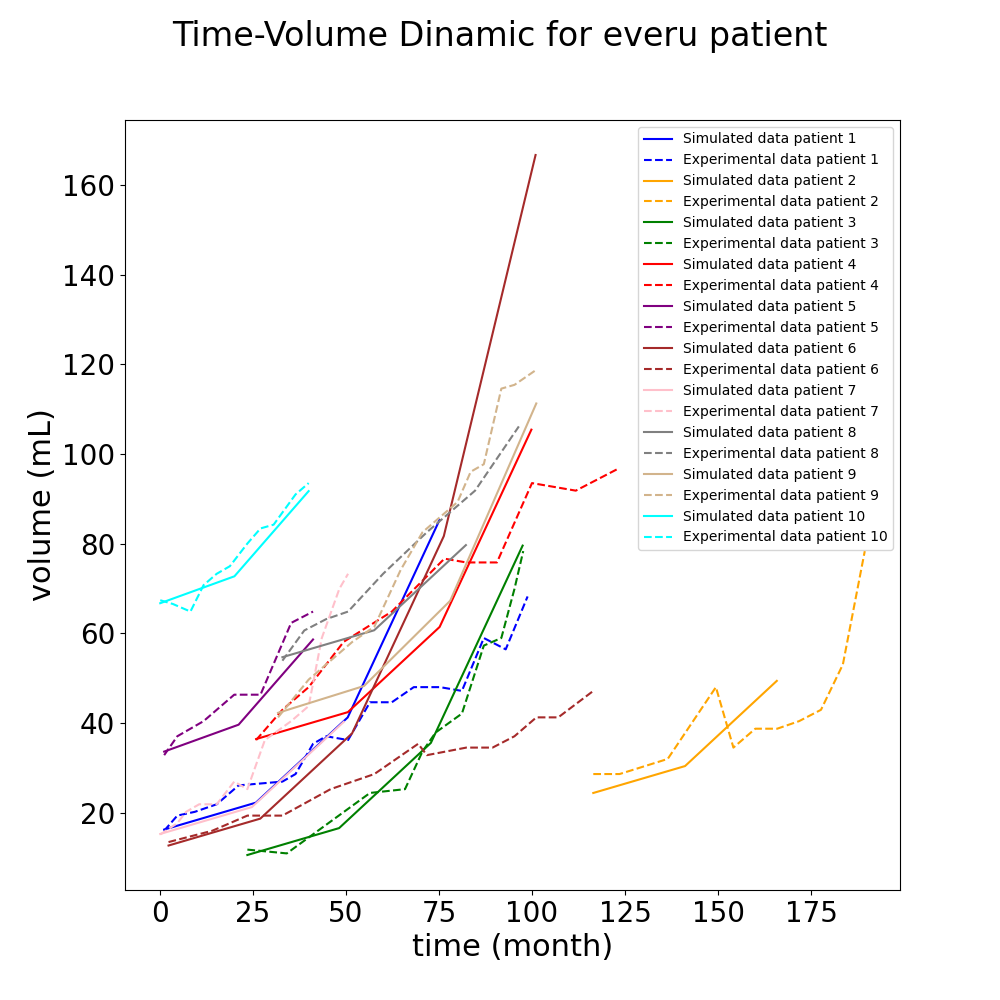 Time-Volume Dinamic for everu patient
Simulated data patient 1
Experimental data patient 1
Simulated data patient 2
Experimental data patient 2
Simulated data patient 3
Experimental data patient 3
Simulated data patient 4
Experimental data patient 4
Simulated data patient 5
Experimental data patient 5
Simulated data patient 6
Experimental data patient 6
Simulated data patient 7
Experimental data patient 7
Simulated data patient 8
Experimental data patient 8
Simulated data patient 9
Experimental data patient 9
Simulated data patient 10
Experimental data patient 10
160
140
120
100
80
60
40
20
volume (mL)
0 25 50 75 100 125 150 175
time (month)